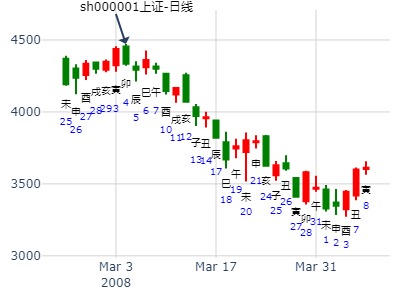 sh000001上证-日线
4500
4000
3500
3000
未
25
申
26
酉
27
戌
28
亥
29
寅
3
卯
4
辰
5
巳
6
午
7
酉
10
戌
11
亥
12
子
13
丑
14
辰
17
巳
18
午
19
未
20
申
21
亥
24
子
25
丑
26
寅
27
卯
28
午
31
未
1
申
2
酉
3
丑
7
寅
8
Mar 3
2008
Mar 17
Mar 31